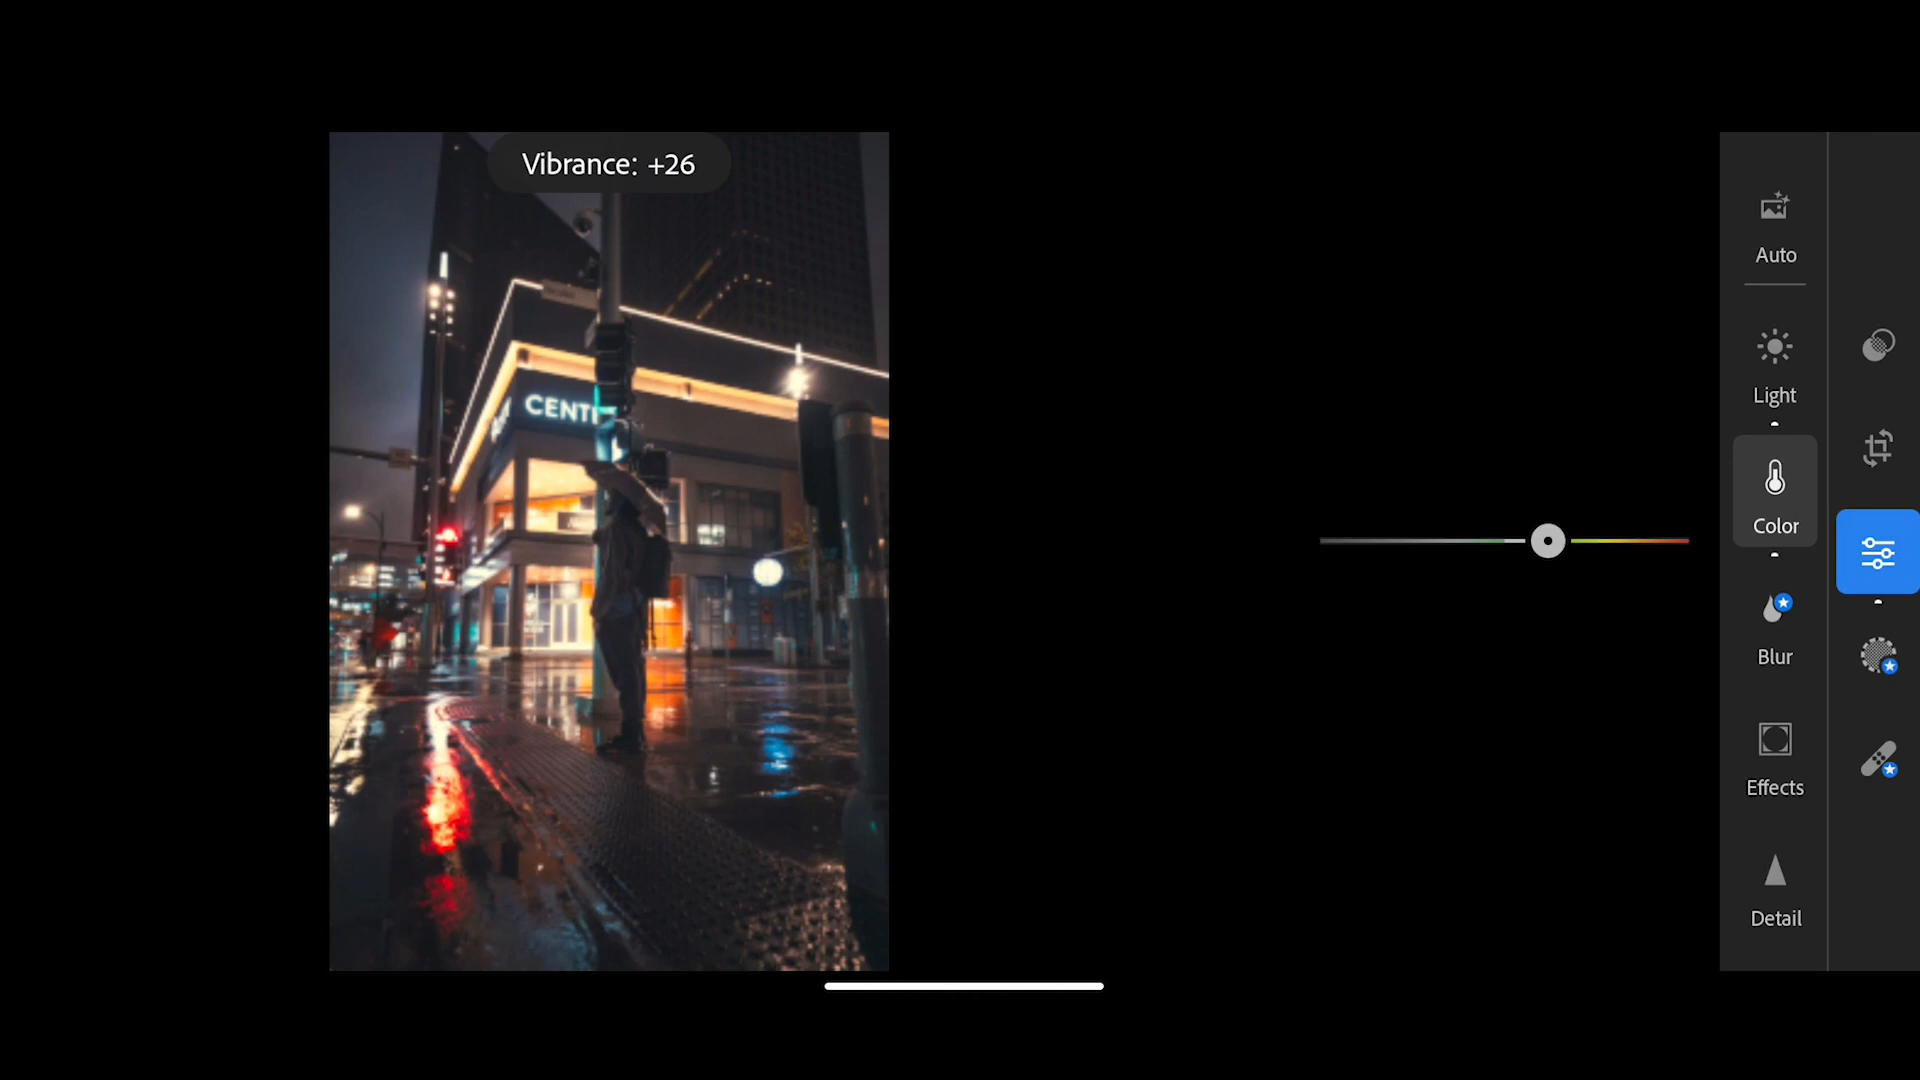 Vibrance: +26
CENT
Auto
Light
Color
Blur
Effects
Detail